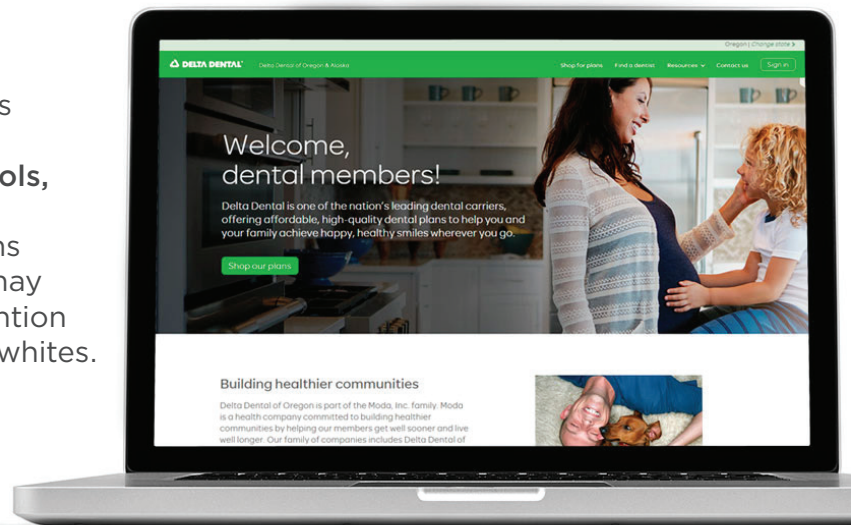 s
ols,
ns
may
ntion
whites.
Oregon | Change state >
DELTA DENTAL
Delta Dental of Oregon & Alaska
Shop for plans Find a dentist Resources Contact us Sign in
Welcome,
dental members!
Delta Dental is one of the nation's leading dental carriers,
offering affordable, high-quality dental plans to help you and
your family achieve happy, healthy smiles wherever you go.
Shop our plans
Building healthier communities
Delta Dental of Oregon is part of the Moda, Inc. family. Moda
is a health company committed to building healthier
communities by helping our members get well sooner and live
well longer. Our family of companies includes Delta Dental of